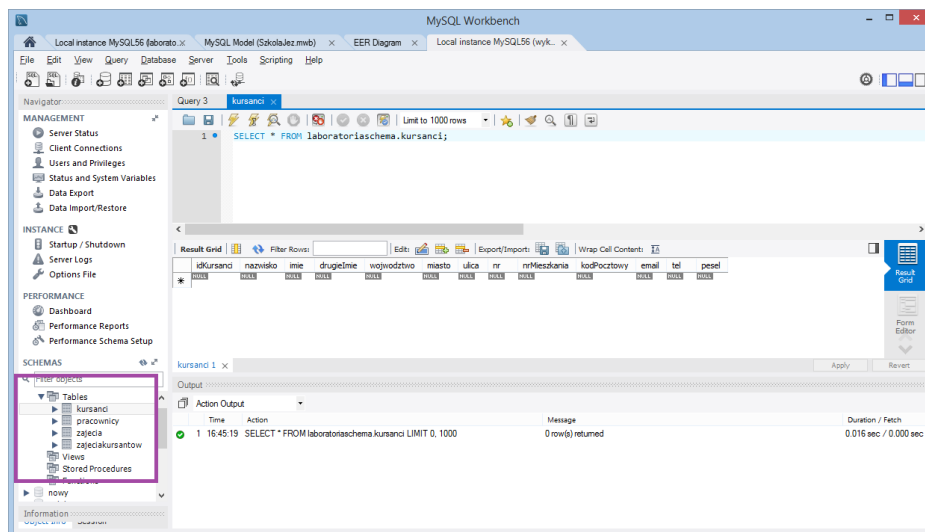 MySQL Workbench
Local instance MySQL56 (laborato.. x MySQL Model (SzkolaJez.mwb) x EER Diagram x Local instance MySQL56 (wyk... x
File Edit View Query Database Server Tools Scripting Help
Navigator
MANAGEMENT
Server Status
Client Connections
Users and Privileges
Status and System Variables
Data Export
Data Import/Restore
INSTANCE
Startup / Shutdown
Server Logs
Options File
PERFORMANCE
Dashboard
Performance Reports
Performance Schema Setup
SCHEMAS
Filter objects
Tables
kursanci
pracownicy
zajecia
zajeciakursantow
Views
Stored Procedures
Functions
nowy
Information
Object Info Session
Query 3 kursanci x
Limit to 1000 rows
1 SELECT * FROM laboratoriaschema.kursanci;
Result Grid Filter Rows: Edit: Export/Import: Wrap Cell Content:
idKursanci nazwisko imie drugieImie wojwodztwo miasto ulica nr nrMieszkania kodPocztowy email tel pesel
NULL NULL NULL NULL NULL NULL NULL NULL NULL NULL NULL NULL NULL
Result
Grid
Form
Editor
kursanci 1 x
Apply Revert
Output
Action Output
Time Action Message Duration / Fetch
1 16:45:19 SELECT * FROM laboratoriaschema.kursanci LIMIT 0, 1000 0 row(s) returned 0.016 sec / 0.000 sec